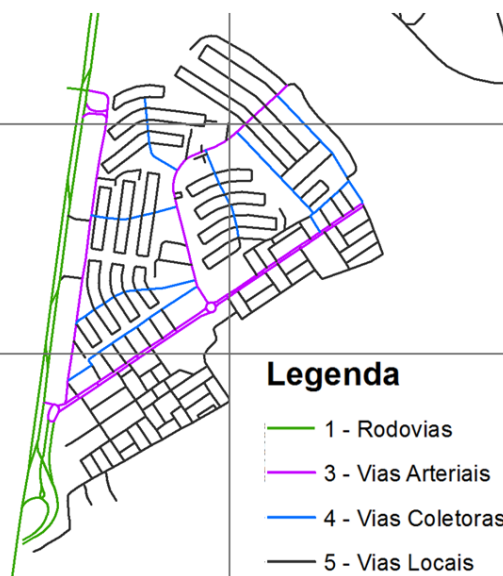 Legenda
1 - Rodovias
3 - Vias Arteriais
4 - Vias Coletoras
5 - Vias Locais